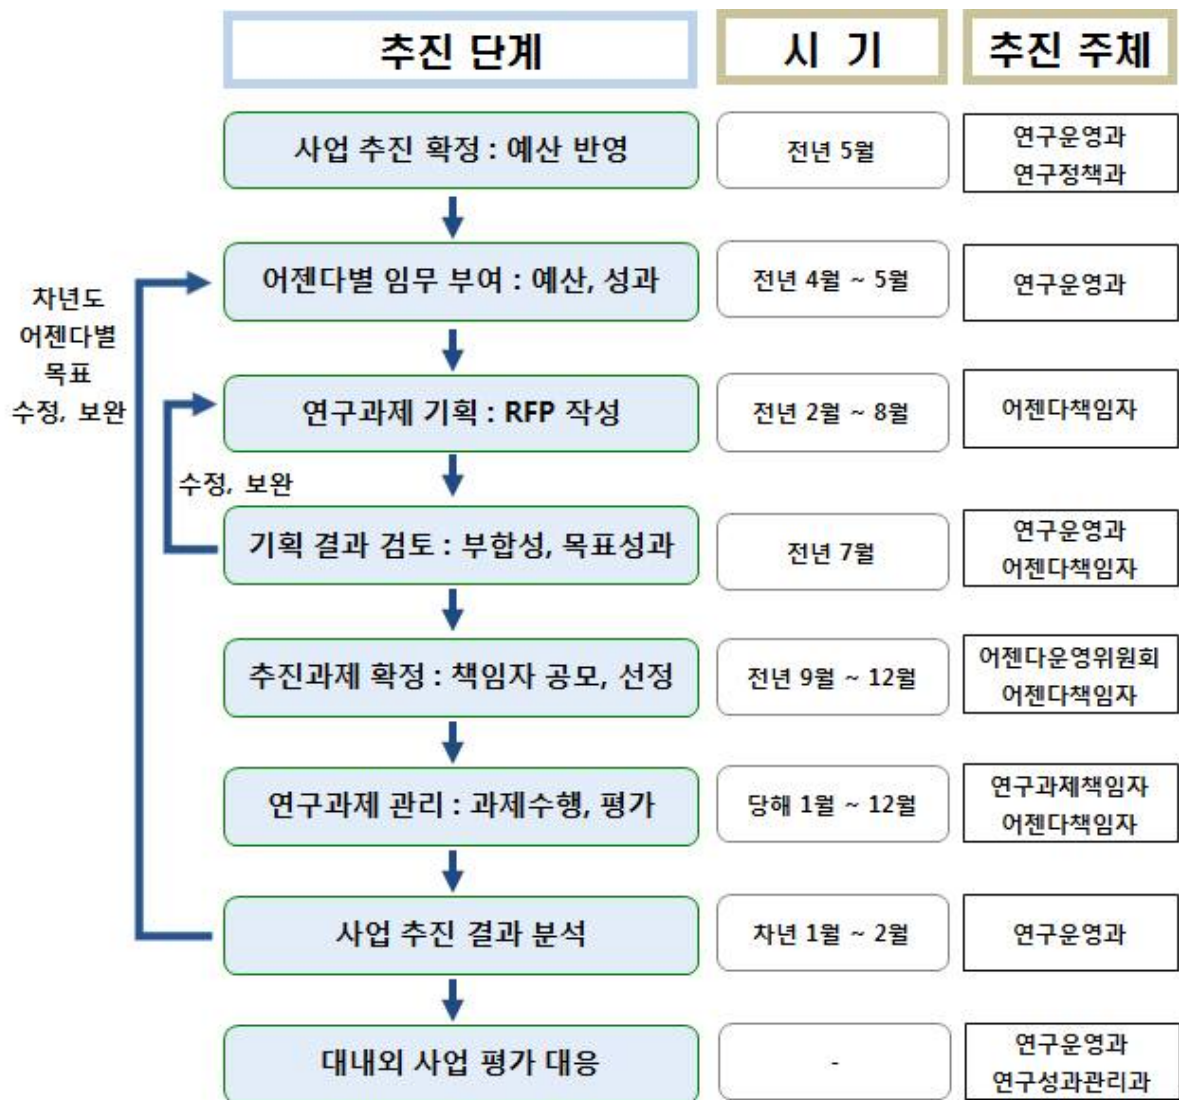 추진 단계
시 기
추진 주체
사업 추진 확정 : 예산 반영
전년 5월
연구운영과
연구정책과
어젠다별 임무 부여 : 예산, 성과
전년 4월 ~ 5월
연구운영과
차년도
어젠다별
목표
수정, 보완
연구과제 기획 : RFP 작성
전년 2월 ~ 8월
어젠다책임자
수정, 보완
기획 결과 검토 : 부합성, 목표성과
전년 7월
연구운영과
어젠다책임자
추진과제 확정 : 책임자 공모, 선정
전년 9월 ~ 12월
어젠다운영위원회
어젠다책임자
연구과제 관리 : 과제수행, 평가
당해 1월 ~ 12월
연구과제책임자
어젠다책임자
사업 추진 결과 분석
차년 1월 ~ 2월
연구운영과
대내외 사업 평가 대응
-
연구운영과
연구성과관리과